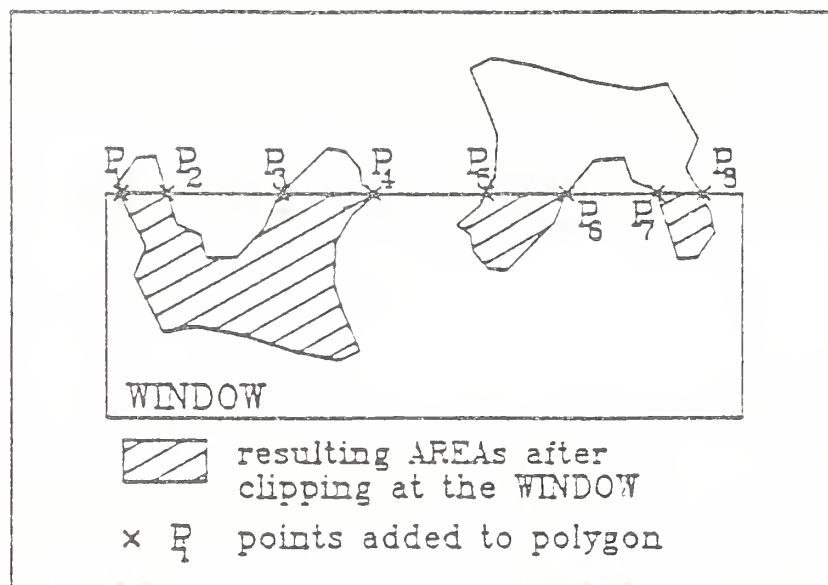 P₁ P₂ P₃ P₄ P₅ P₈
P₆ P₇
WINDOW
resulting AREAs after
clipping at the WINDOW
× Pᵢ points added to polygon